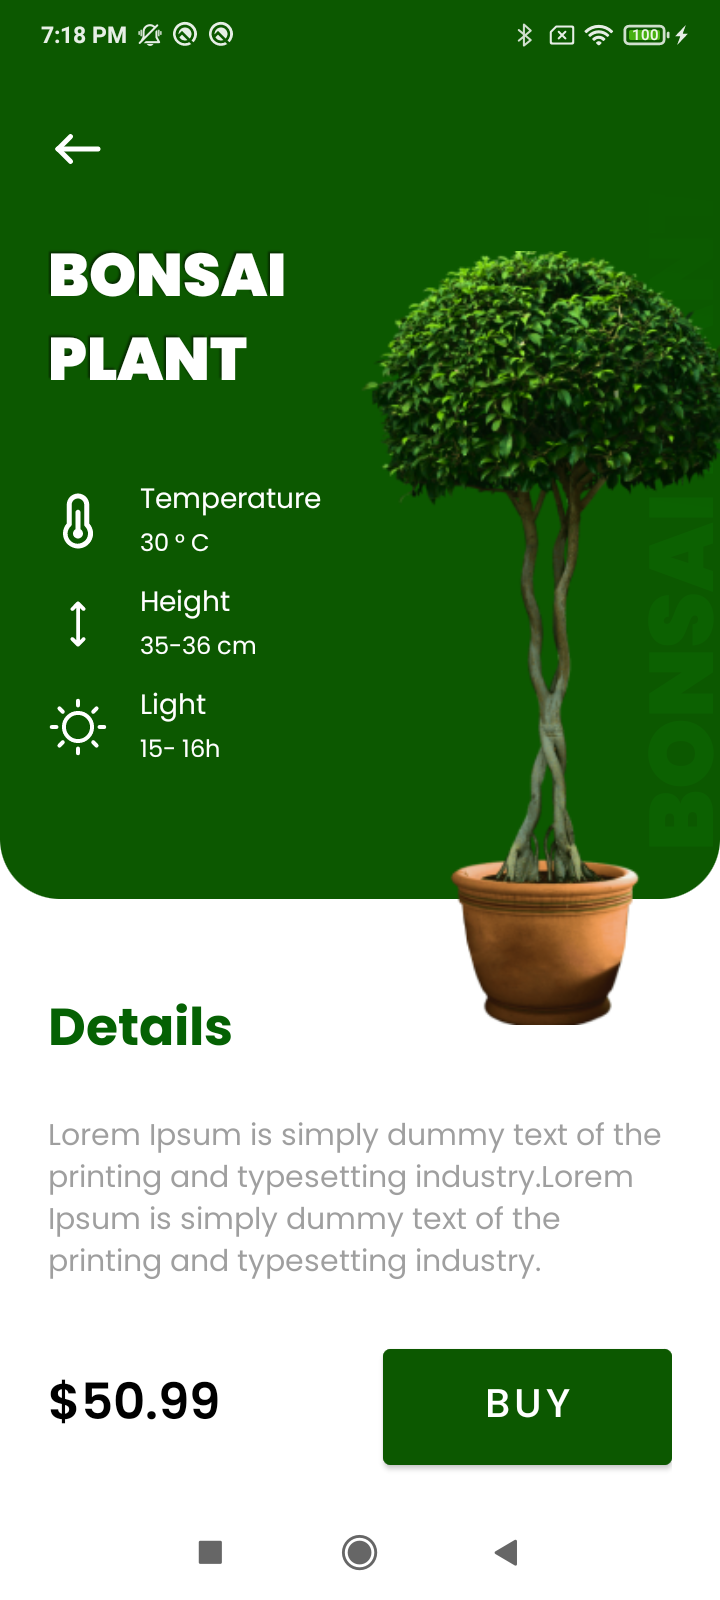 7:18 PM
100
BONSAI
PLANT
Temperature
30 º C
Height
35-36 cm
Light
15- 16h
BONSAI
Details
Lorem Ipsum is simply dummy text of the
printing and typesetting industry.Lorem
Ipsum is simply dummy text of the
printing and typesetting industry.
$50.99
BUY